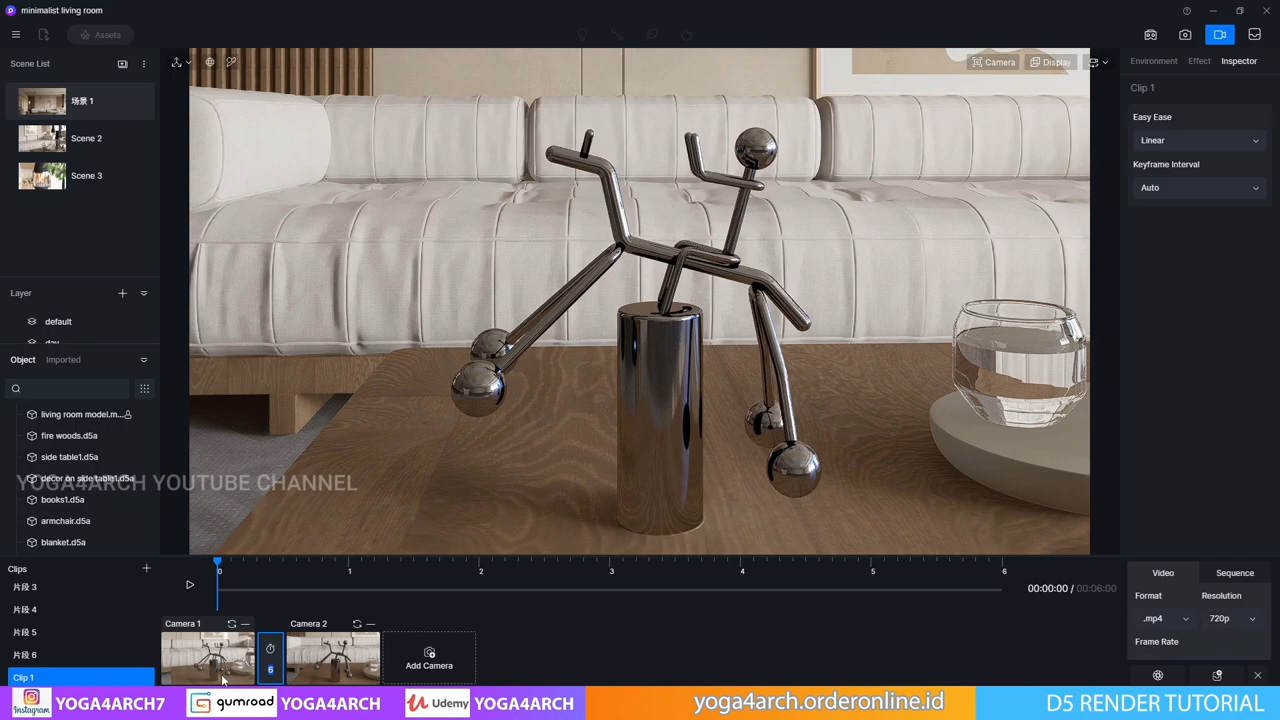 minimalist living room
Assets
Scene List
场景 1
Scene 2
Scene 3
Layer
default
day
Object
Imported
living room model.m...
fire woods.d5a
side table1.d5a
decor on side table1.d5a
books1.d5a
armchair.d5a
blanket.d5a
YOGA4ARCH YOUTUBE CHANNEL
Camera
Display
Environment
Effect
Inspector
Clip 1
Easy Ease
Linear
Keyframe Interval
Auto
Clips
片段 3
片段 4
片段 5
片段 6
Clip 1
0 1 2 3 4 5 6
00:00:00 / 00:06:00
Camera 1
6
Camera 2
Add Camera
Video
Sequence
Format
Resolution
.mp4
720p
Frame Rate
Instagram YOGA4ARCH7
gumroad YOGA4ARCH
Udemy YOGA4ARCH
yoga4arch.orderonline.id
D5 RENDER TUTORIAL